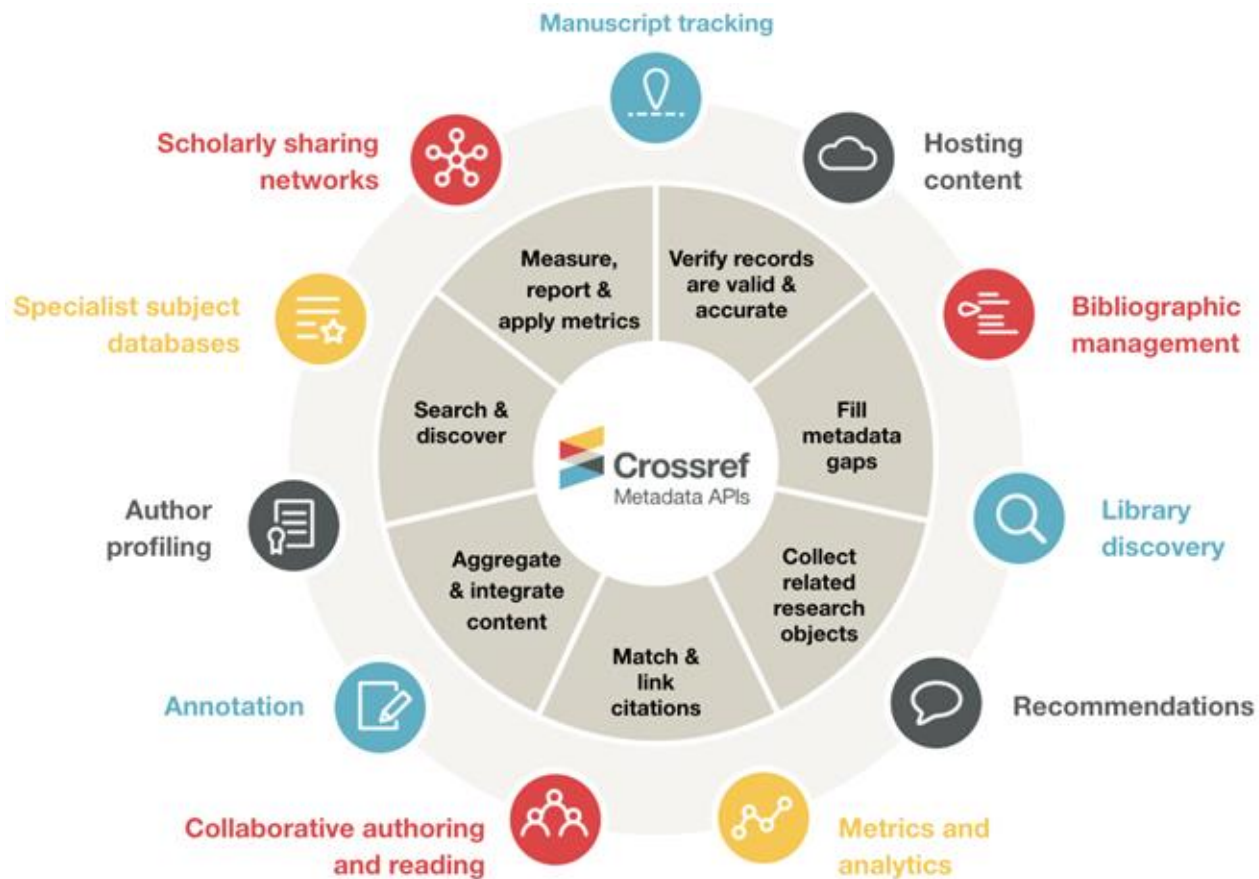 Manuscript tracking
Hosting
content
Bibliographic
management
Library
discovery
Recommendations
Metrics and
analytics
Collaborative authoring
and reading
Annotation
Author
profiling
Specialist subject
databases
Scholarly sharing
networks
Verify records
are valid &
accurate
Fill
metadata
gaps
Collect
related
research
objects
Match &
link
citations
Aggregate
& integrate
content
Search &
discover
Measure,
report &
apply metrics
Crossref
Metadata APIs